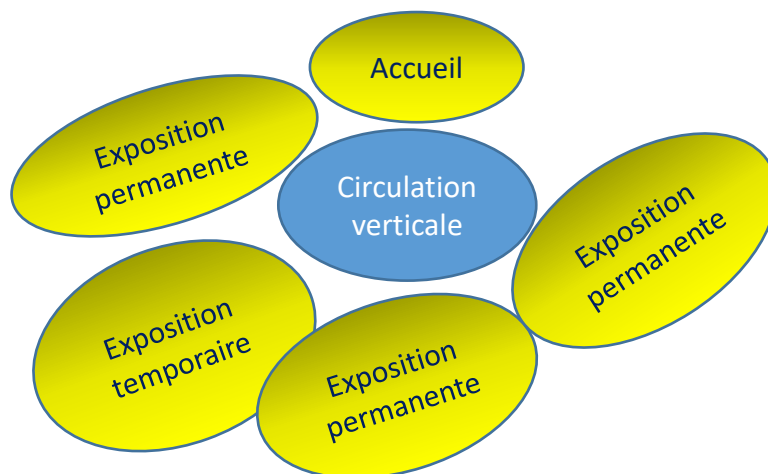 Accueil
Exposition
permanente
Circulation
verticale
Exposition
permanente
Exposition
temporaire
Exposition
permanente